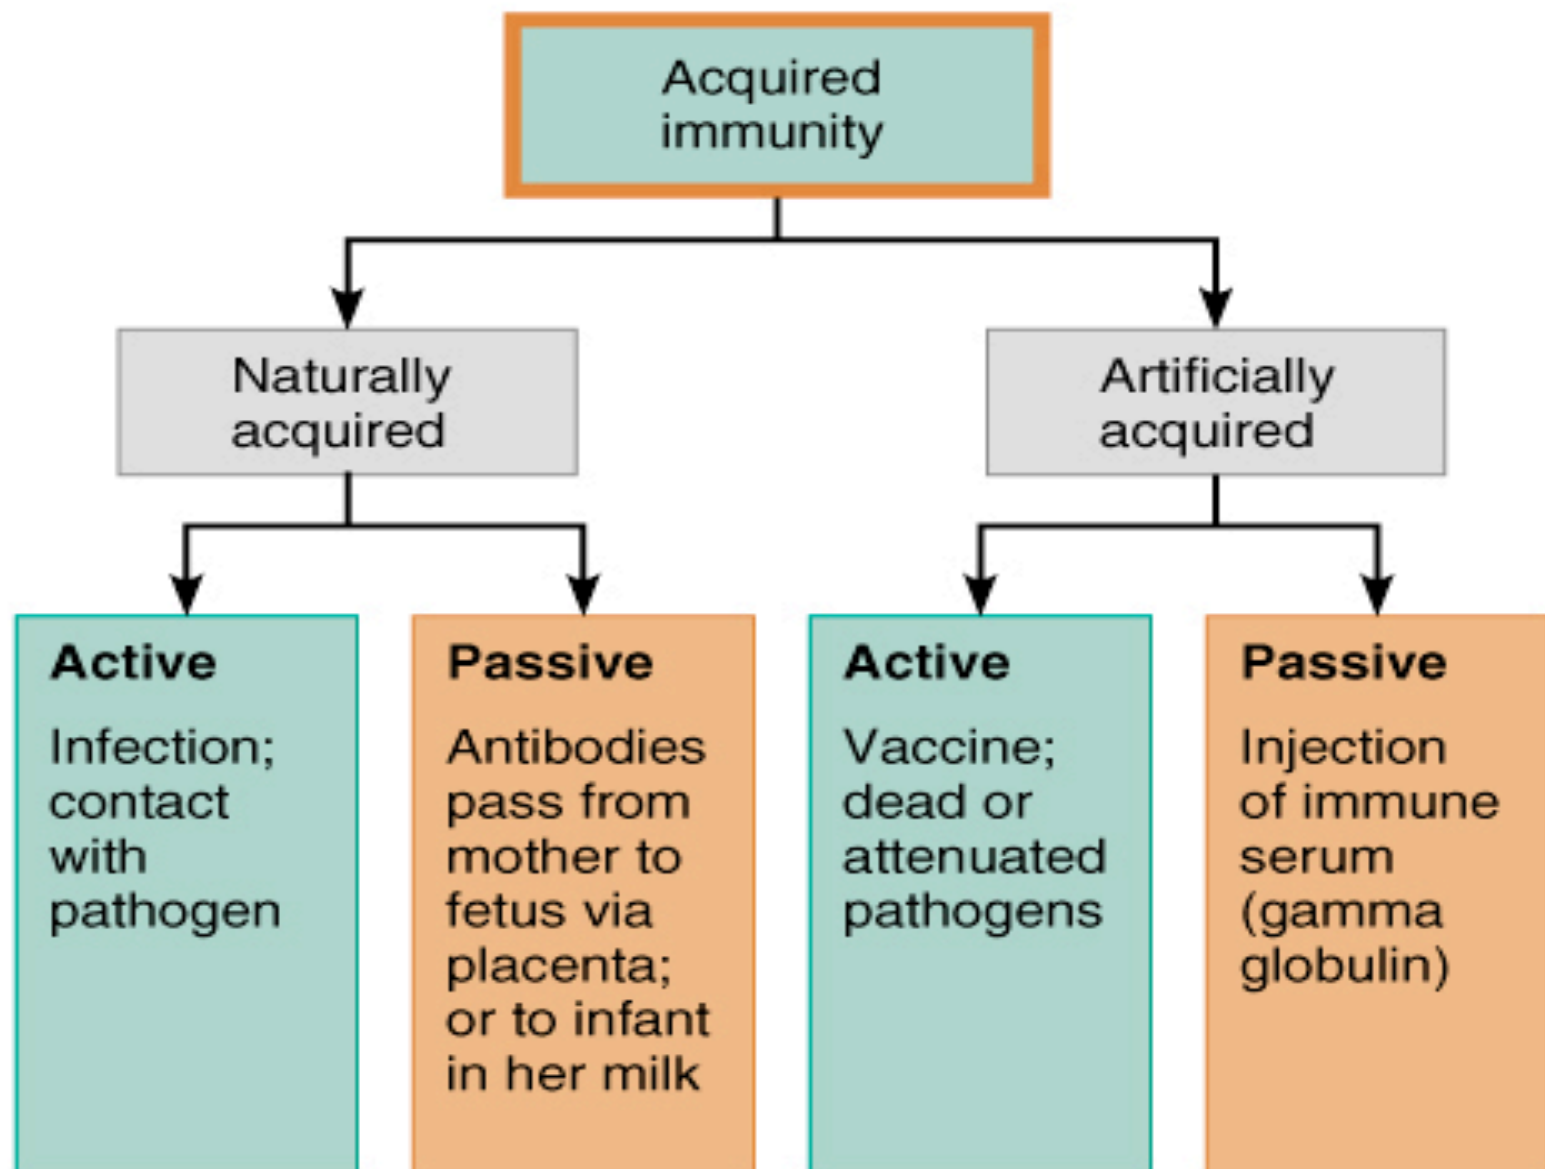 Acquired
immunity
Naturally
acquired
Artificially
acquired
Active
Infection;
contact
with
pathogen
Passive
Antibodies
pass from
mother to
fetus via
placenta;
or to infant
in her milk
Active
Vaccine;
dead or
attenuated
pathogens
Passive
Injection
of immune
serum
(gamma
globulin)